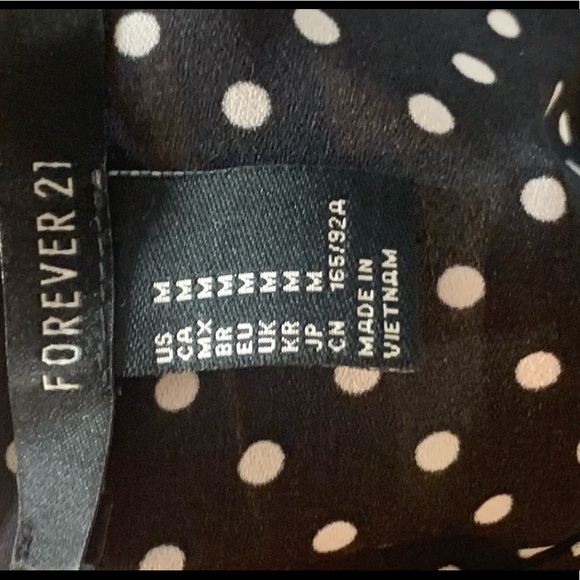 FOREVER 21
US M
CA M
MX M
BR M
EU M
UK M
KR M
JP M
CN 165/92A
MADE IN
VIETNAM